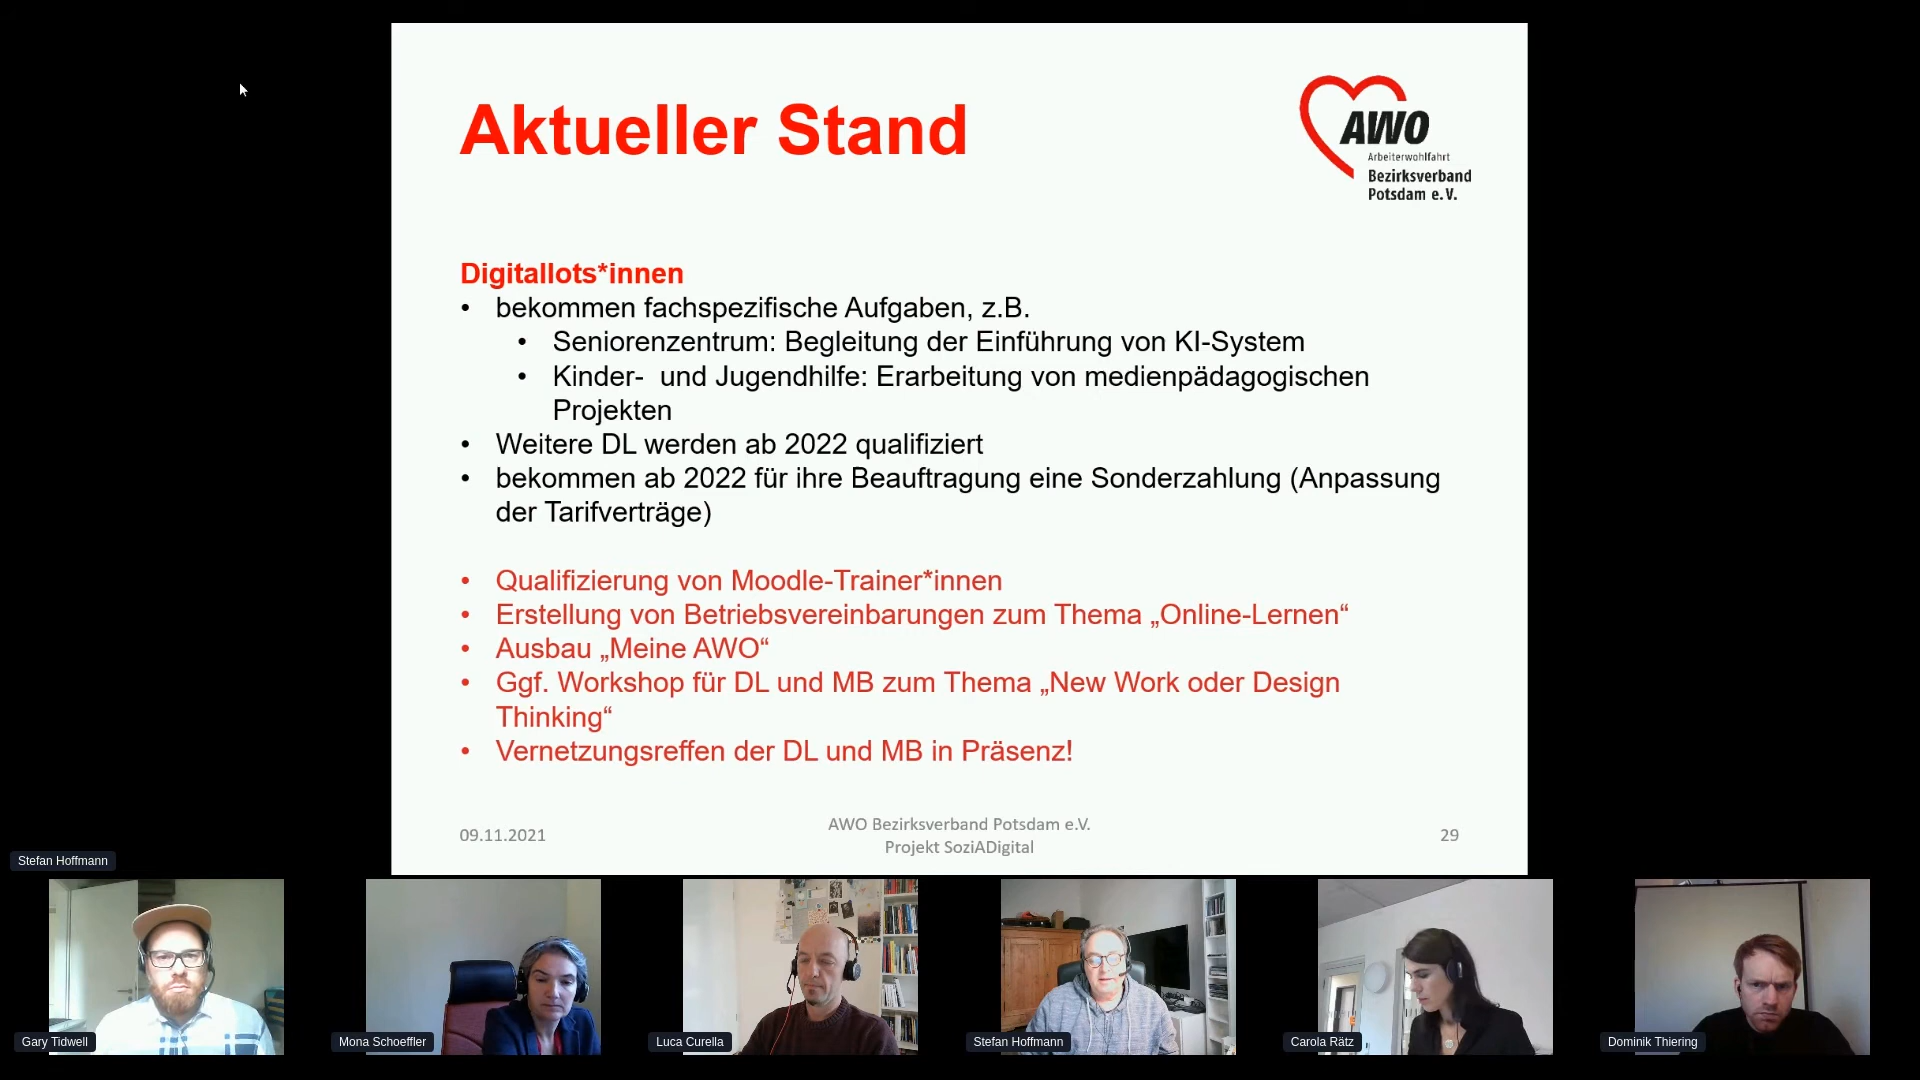 Aktueller Stand
AWO
Arbeiterwohlfahrt
Bezirksverband
Potsdam e.V.
Digitallots*innen
• bekommen fachspezifische Aufgaben, z.B.
• Seniorenzentrum: Begleitung der Einführung von KI-System
• Kinder- und Jugendhilfe: Erarbeitung von medienpädagogischen
Projekten
• Weitere DL werden ab 2022 qualifiziert
• bekommen ab 2022 für ihre Beauftragung eine Sonderzahlung (Anpassung
der Tarifverträge)
• Qualifizierung von Moodle-Trainer*innen
• Erstellung von Betriebsvereinbarungen zum Thema „Online-Lernen“
• Ausbau „Meine AWO“
• Ggf. Workshop für DL und MB zum Thema „New Work oder Design
Thinking“
• Vernetzungsreffen der DL und MB in Präsenz!
09.11.2021
AWO Bezirksverband Potsdam e.V.
Projekt SoziADigital
29
Stefan Hoffmann
Gary Tidwell
Mona Schoeffler
Luca Curella
Stefan Hoffmann
Carola Rätz
Dominik Thiering